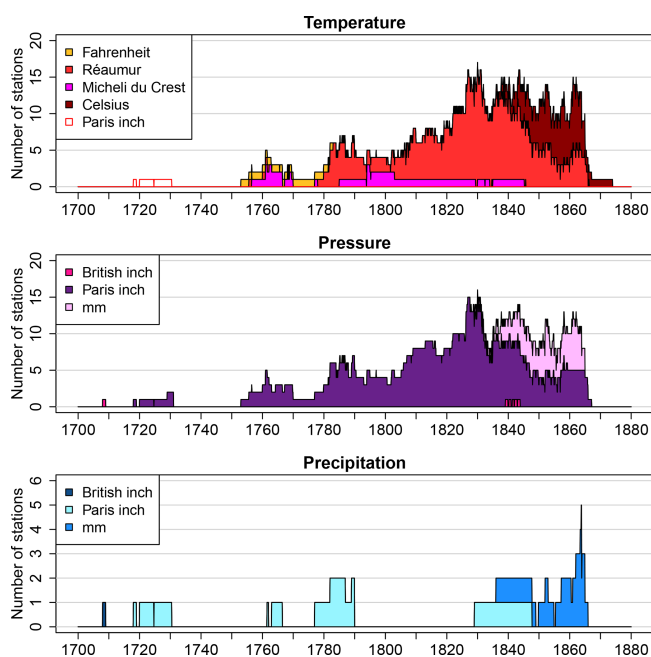 Temperature
Number of stations
20
15
10
5
0
Fahrenheit
Réaumur
Micheli du Crest
Celsius
Paris inch
1700 1720 1740 1760 1780 1800 1820 1840 1860 1880
Pressure
Number of stations
20
15
10
5
0
British inch
Paris inch
mm
1700 1720 1740 1760 1780 1800 1820 1840 1860 1880
Precipitation
Number of stations
6
5
4
3
2
1
0
British inch
Paris inch
mm
1700 1720 1740 1760 1780 1800 1820 1840 1860 1880